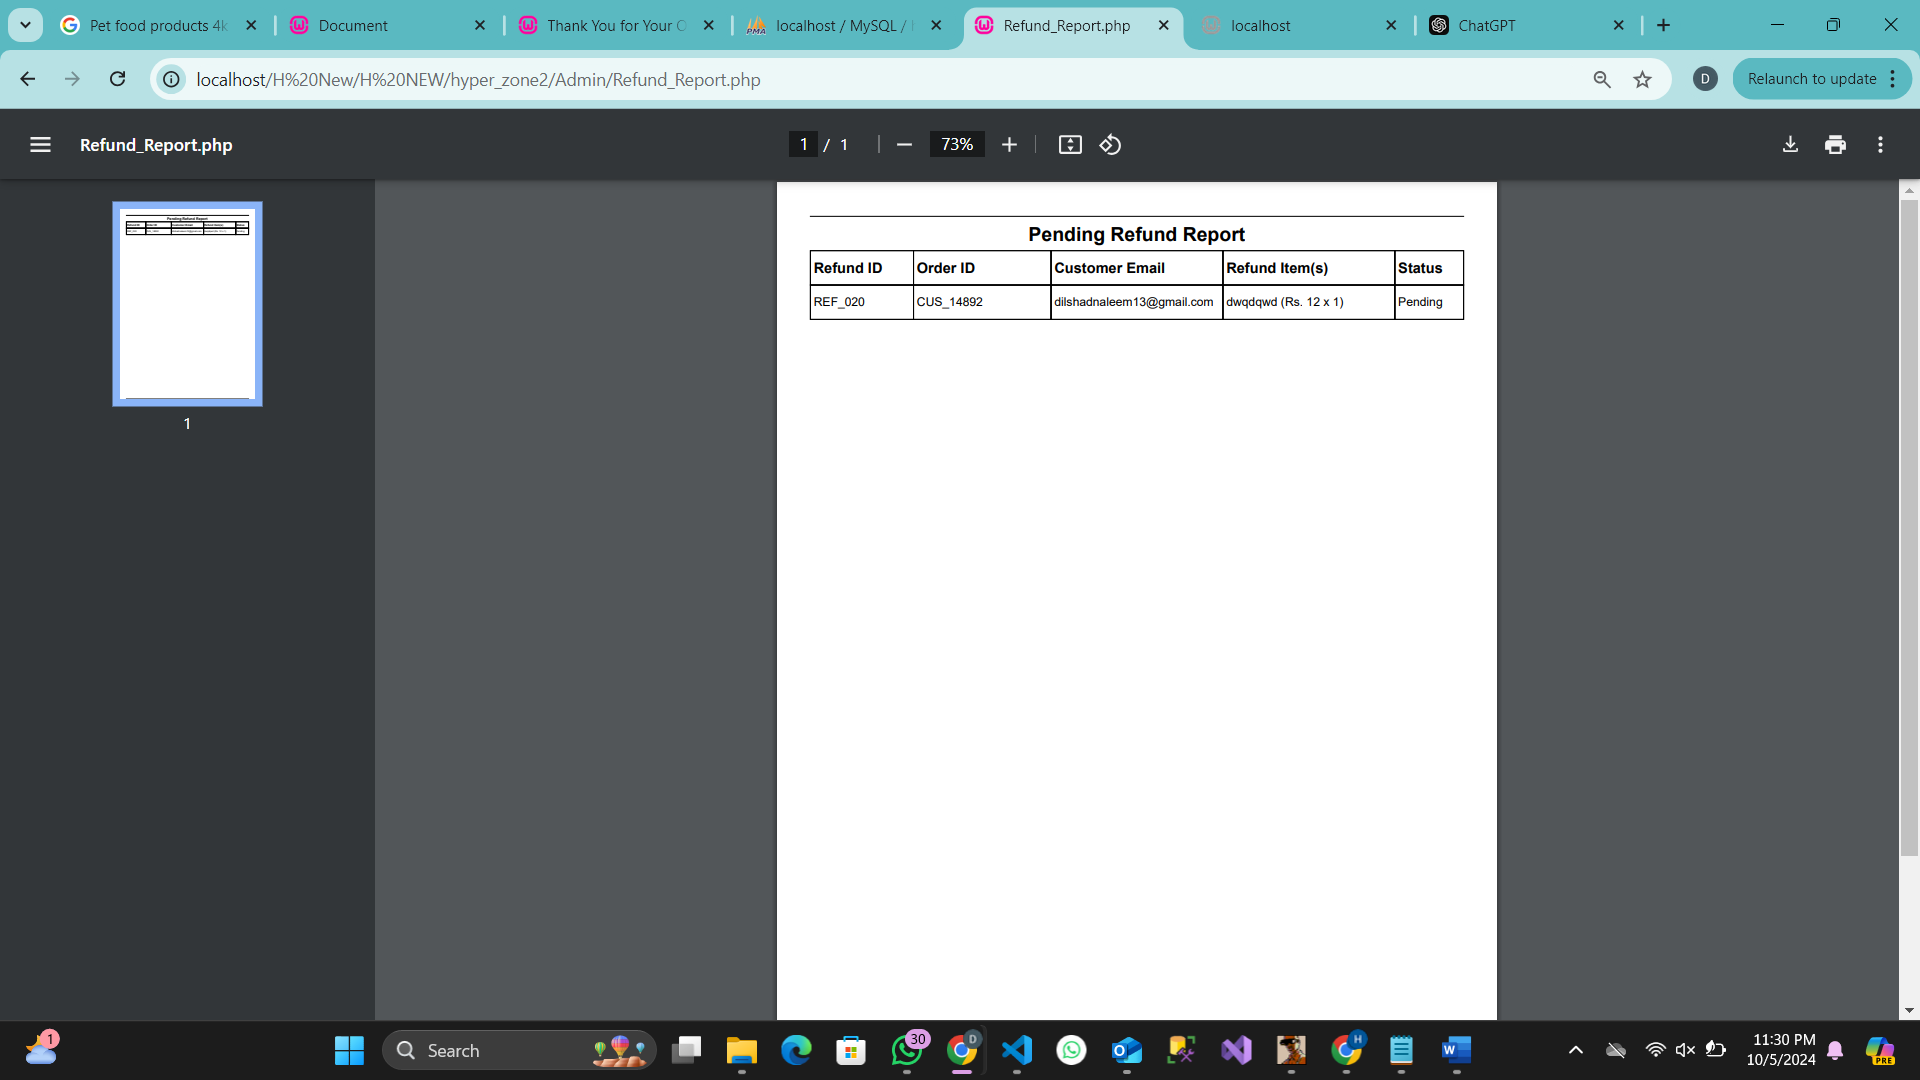 Pet food products 4k
Document
Thank You for Your O
localhost / MySQL /
Refund_Report.php
localhost
ChatGPT
localhost/H%20New/H%20NEW/hyper_zone2/Admin/Refund_Report.php
D
Relaunch to update
Refund_Report.php
1 / 1
73%
Pending Refund Report
Refund ID Order ID Customer Email Refund Item(s) Status
REF_020 CUS_14892 dilshadnaleem13@gmail.com dwqdqwd (Rs. 12 x 1) Pending
1
1
Search
30
D
H
PRE
11:30 PM
10/5/2024